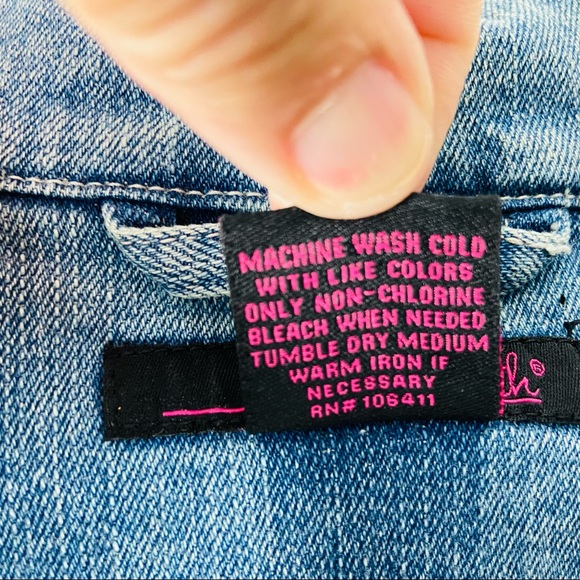 MACHINE WASH COLD
WITH LIKE COLORS
ONLY NON-CHLORINE
BLEACH WHEN NEEDED
TUMBLE DRY MEDIUM
WARM IRON IF
NECESSARY
RN# 106411